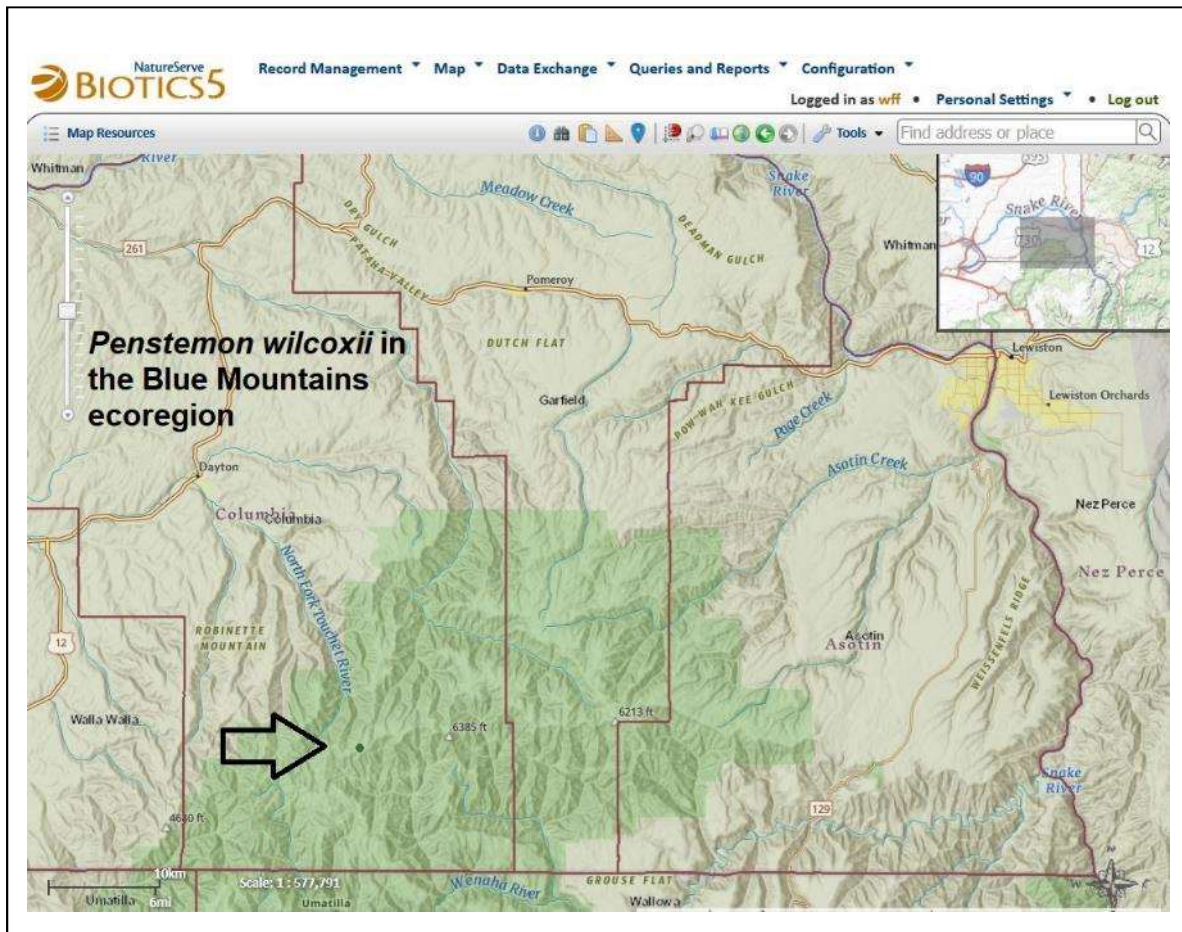 NatureServe
BIOTICS5
Record Management
Map
Data Exchange
Queries and Reports
Configuration
Logged in as wff • Personal Settings • Log out
Map Resources
Tools
Find address or place
Whitman
River
Meadow Creek
Snake River
DEADMAN GULCH
DRY GULCH
PATAHA VALLEY
261
Whitman
395
90
Snake River
730
12
Pomeroy
Penstemon wilcoxii in
the Blue Mountains
ecoregion
DUTCH FLAT
Lewiston
Lewiston Orchards
Garfield
POW-WAH KEE GULCH
Page Creek
Asotin Creek
Dayton
Columbia
Columbia
Nez Perce
Nez Perce
North Fork Touchet River
ROBINETTE
MOUNTAIN
12
Asotin
Asotin
WEISSENFELS RIDGE
Walla Walla
6385 ft
6213 ft
Snake
River
129
4630 ft
10km
6mi
Scale: 1 : 577,791
Umatilla
Umatilla
Wenaha River
GROUSE FLAT
Wallowa
W
E